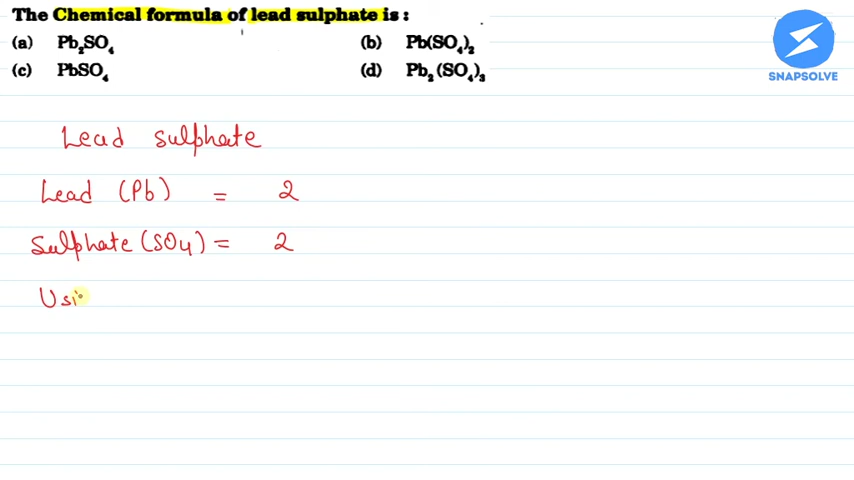 The Chemical formula of lead sulphate is :
(a) Pb₂SO₄ (b) Pb(SO₄)₂
(c) PbSO₄ (d) Pb₂(SO₄)₃
SNAPSOLVE
Lead sulphate
Lead (Pb) = 2
Sulphate (SO₄) = 2
Usi